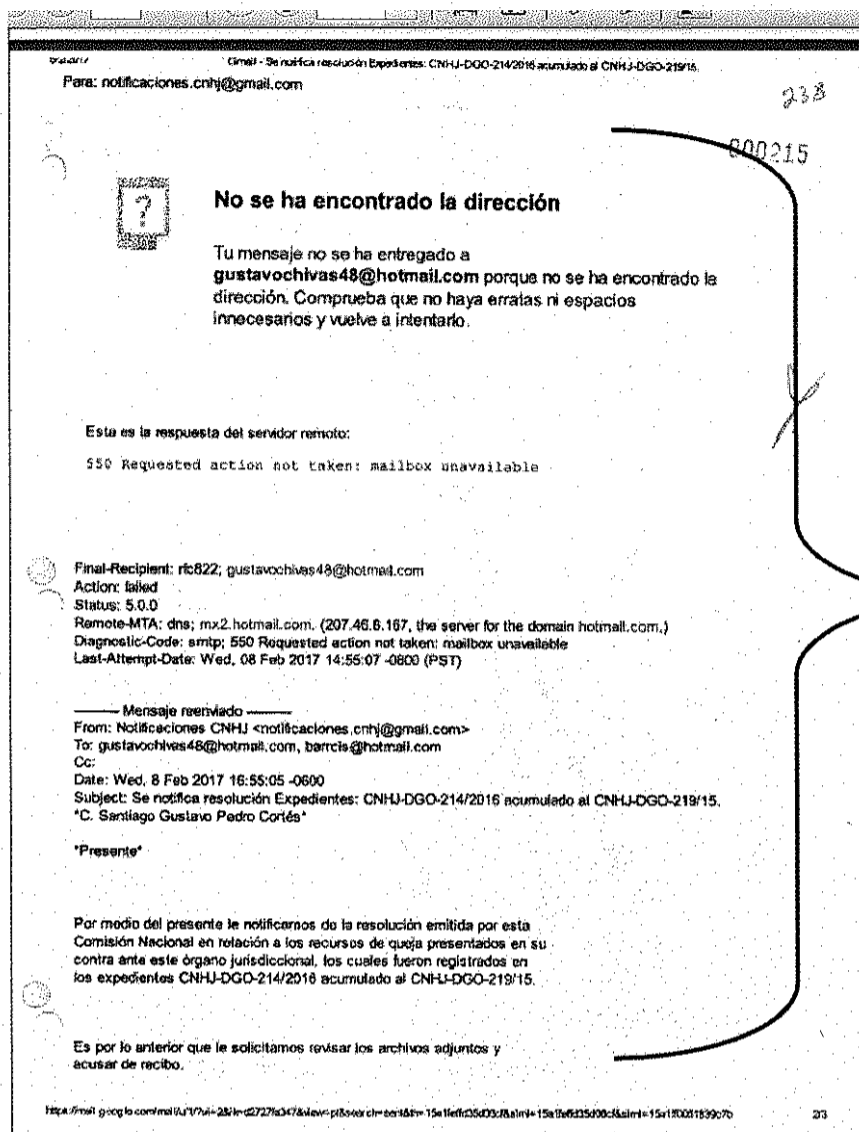 Gmail - Se notifica resolución Expedientes: CNHJ-DGO-214/2016 acumulado al CNHJ-DGO-219/15.
Para: notificaciones.cnhj@gmail.com
238
000215
?
No se ha encontrado la dirección
Tu mensaje no se ha entregado a
gustavochivas48@hotmail.com porque no se ha encontrado la
dirección. Comprueba que no haya erratas ni espacios
innecesarios y vuelve a intentarlo.
Esta es la respuesta del servidor remoto:
550 Requested action not taken: mailbox unavailable
Final-Recipient: rfc822; gustavochivas48@hotmail.com
Action: failed
Status: 5.0.0
Remote-MTA: dns; mx2.hotmail.com. (207.46.8.167, the server for the domain hotmail.com.)
Diagnostic-Code: smtp; 550 Requested action not taken: mailbox unavailable
Last-Attempt-Date: Wed, 08 Feb 2017 14:55:07 -0800 (PST)
---------- Mensaje reenviado ----------
From: Notificaciones CNHJ <notificaciones.cnhj@gmail.com>
To: gustavochivas48@hotmail.com, barrcis@hotmail.com
Cc:
Date: Wed, 8 Feb 2017 16:55:05 -0600
Subject: Se notifica resolución Expedientes: CNHJ-DGO-214/2016 acumulado al CNHJ-DGO-219/15.
*C. Santiago Gustavo Pedro Cortés*
*Presente*
Por medio del presente le notificamos de la resolución emitida por esta
Comisión Nacional en relación a los recursos de queja presentados en su
contra ante este órgano jurisdiccional, los cuales fueron registrados en
los expedientes CNHJ-DGO-214/2016 acumulado al CNHJ-DGO-219/15.
Es por lo anterior que le solicitamos revisar los archivos adjuntos y
acusar de recibo.
2/3